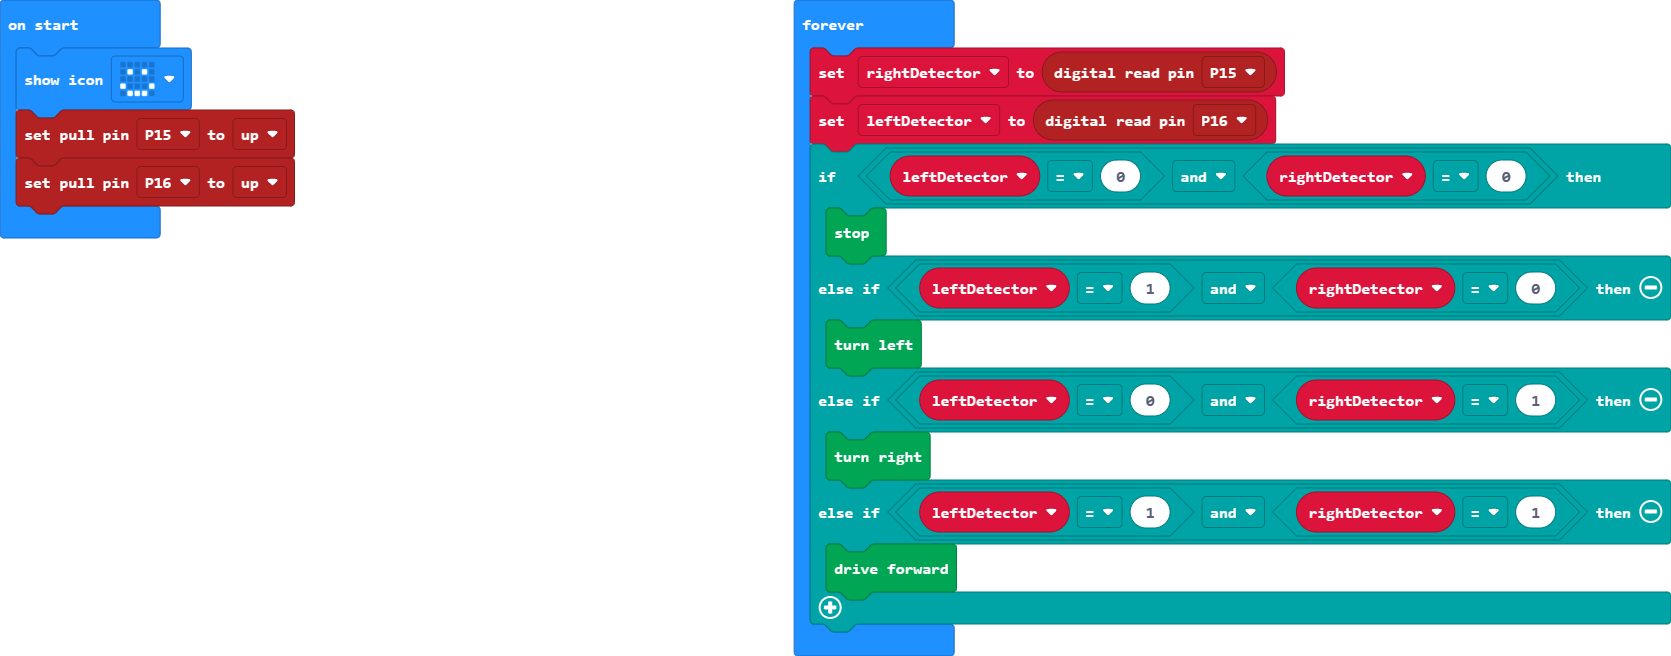 on start
show icon
set pull pin P15 to up
set pull pin P16 to up
forever
set rightDetector to digital read pin P15
set leftDetector to digital read pin P16
if leftDetector = 0 and rightDetector = 0 then
stop
else if leftDetector = 1 and rightDetector = 0 then
turn left
else if leftDetector = 0 and rightDetector = 1 then
turn right
else if leftDetector = 1 and rightDetector = 1 then
drive forward